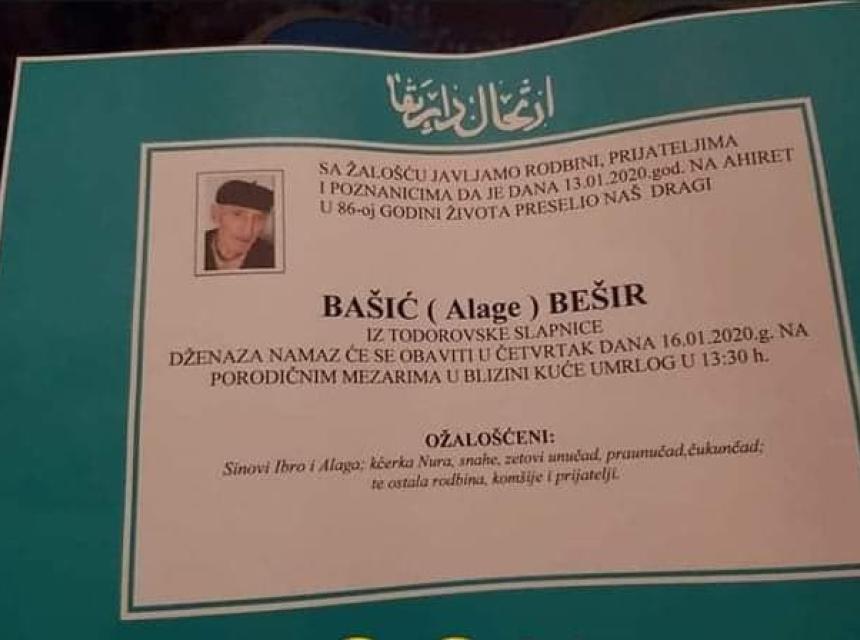 ارتحال دار بقا
SA ŽALOŠĆU JAVLJAMO RODBINI, PRIJATELJIMA
I POZNANICIMA DA JE DANA 13.01.2020.god. NA AHIRET
U 86-oj GODINI ŽIVOTA PRESELIO NAŠ DRAGI
BAŠIĆ ( Alage ) BEŠIR
IZ TODOROVSKE SLAPNICE
DŽENAZA NAMAZ ĆE SE OBAVITI U ČETVRTAK DANA 16.01.2020.g. NA
PORODIČNIM MEZARIMA U BLIZINI KUĆE UMRLOG U 13:30 h.
OŽALOŠĆENI:
Sinovi Ibro i Alaga; kćerka Nura, snahe, zetovi unučad, praunučad,čukunčad;
te ostala rodbina, komšije i prijatelji.